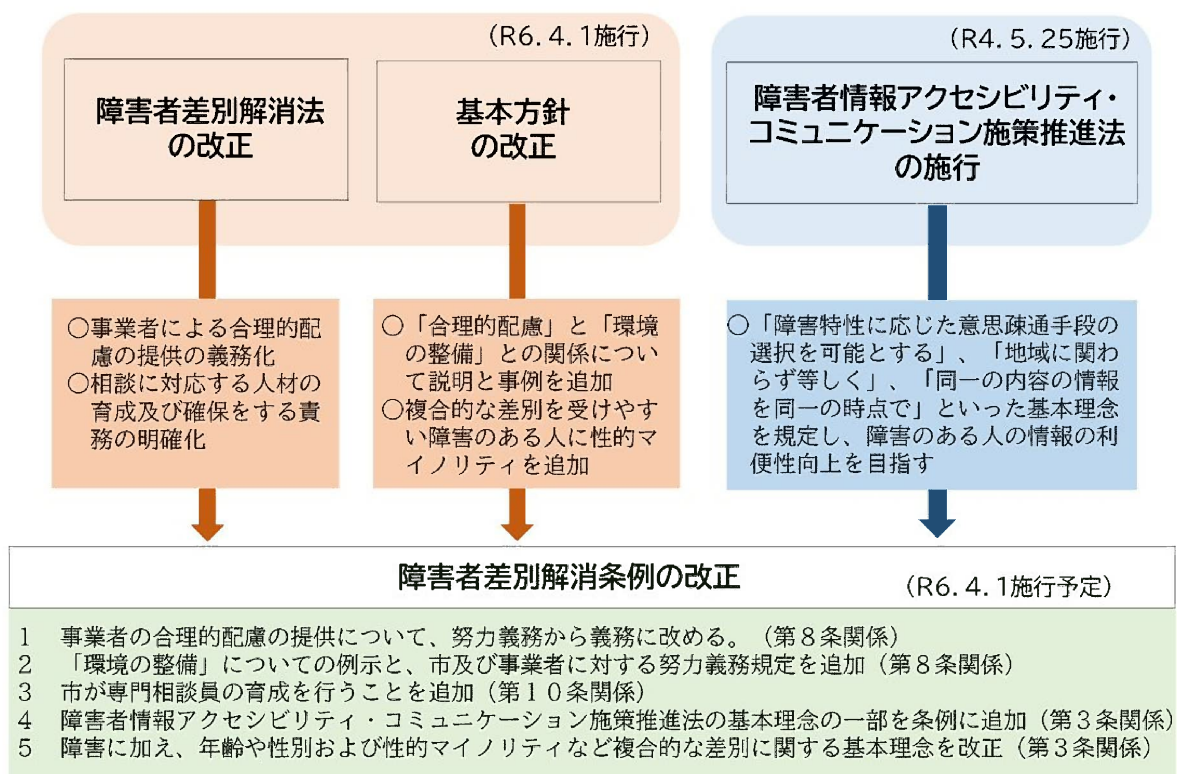 (R6.4.1施行)
障害者差別解消法
の改正
基本方針
の改正
(R4.5.25施行)
障害者情報アクセシビリティ・
コミュニケーション施策推進法
の施行
○事業者による合理的配
慮の提供の義務化
○相談に対応する人材の
育成及び確保をする責
務の明確化
○「合理的配慮」と「環境
の整備」との関係につい
て説明と事例を追加
○複合的な差別を受けやす
い障害のある人に性的マ
イノリティを追加
○「障害特性に応じた意思疎通手段の
選択を可能とする」、「地域に関わ
らず等しく」、「同一の内容の情報
を同一の時点で」といった基本理念
を規定し、障害のある人の情報の利
便性向上を目指す
障害者差別解消条例の改正
(R6.4.1施行予定)
1 事業者の合理的配慮の提供について、努力義務から義務に改める。(第8条関係)
2 「環境の整備」についての例示と、市及び事業者に対する努力義務規定を追加(第8条関係)
3 市が専門相談員の育成を行うことを追加(第10条関係)
4 障害者情報アクセシビリティ・コミュニケーション施策推進法の基本理念の一部を条例に追加(第3条関係)
5 障害に加え、年齢や性別および性的マイノリティなど複合的な差別に関する基本理念を改正(第3条関係)